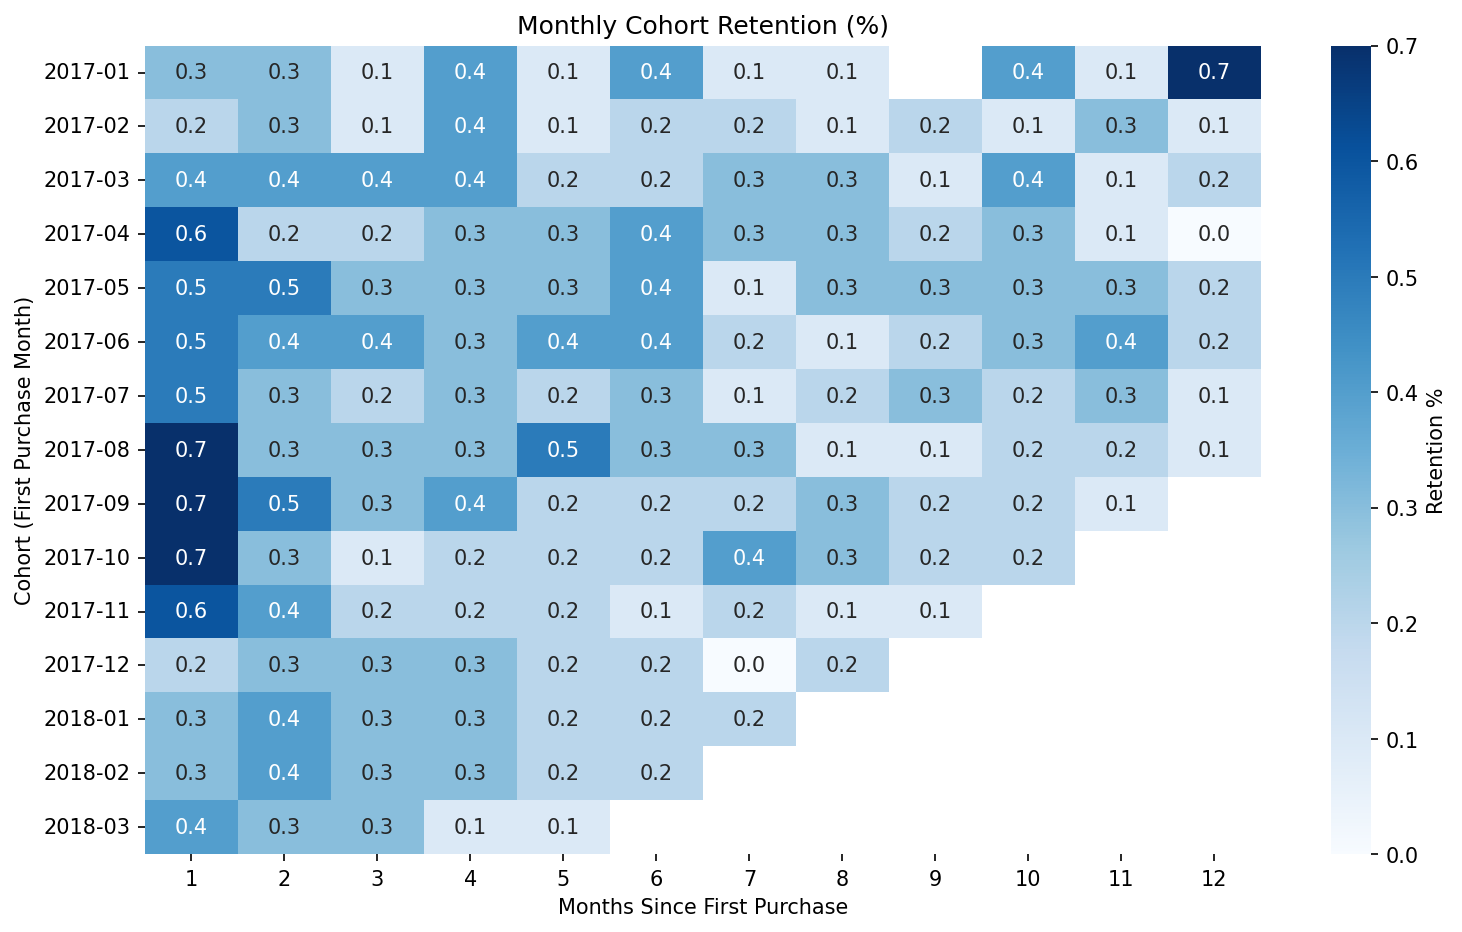 Monthly Cohort Retention (%)
2017-01 0.3 0.3 0.1 0.4 0.1 0.4 0.1 0.1 0.4 0.1 0.7
2017-02 0.2 0.3 0.1 0.4 0.1 0.2 0.2 0.1 0.2 0.1 0.3 0.1
2017-03 0.4 0.4 0.4 0.4 0.2 0.2 0.3 0.3 0.1 0.4 0.1 0.2
2017-04 0.6 0.2 0.2 0.3 0.3 0.4 0.3 0.3 0.2 0.3 0.1 0.0
2017-05 0.5 0.5 0.3 0.3 0.3 0.4 0.1 0.3 0.3 0.3 0.3 0.2
2017-06 0.5 0.4 0.4 0.3 0.4 0.4 0.2 0.1 0.2 0.3 0.4 0.2
2017-07 0.5 0.3 0.2 0.3 0.2 0.3 0.1 0.2 0.3 0.2 0.3 0.1
2017-08 0.7 0.3 0.3 0.3 0.5 0.3 0.3 0.1 0.1 0.2 0.2 0.1
2017-09 0.7 0.5 0.3 0.4 0.2 0.2 0.2 0.3 0.2 0.2 0.1
2017-10 0.7 0.3 0.1 0.2 0.2 0.2 0.4 0.3 0.2 0.2
2017-11 0.6 0.4 0.2 0.2 0.2 0.1 0.2 0.1 0.1
2017-12 0.2 0.3 0.3 0.3 0.2 0.2 0.0 0.2
2018-01 0.3 0.4 0.3 0.3 0.2 0.2 0.2
2018-02 0.3 0.4 0.3 0.3 0.2 0.2
2018-03 0.4 0.3 0.3 0.1 0.1
1 2 3 4 5 6 7 8 9 10 11 12
Months Since First Purchase
Cohort (First Purchase Month)
0.7
0.6
0.5
0.4
0.3
0.2
0.1
0.0
Retention %